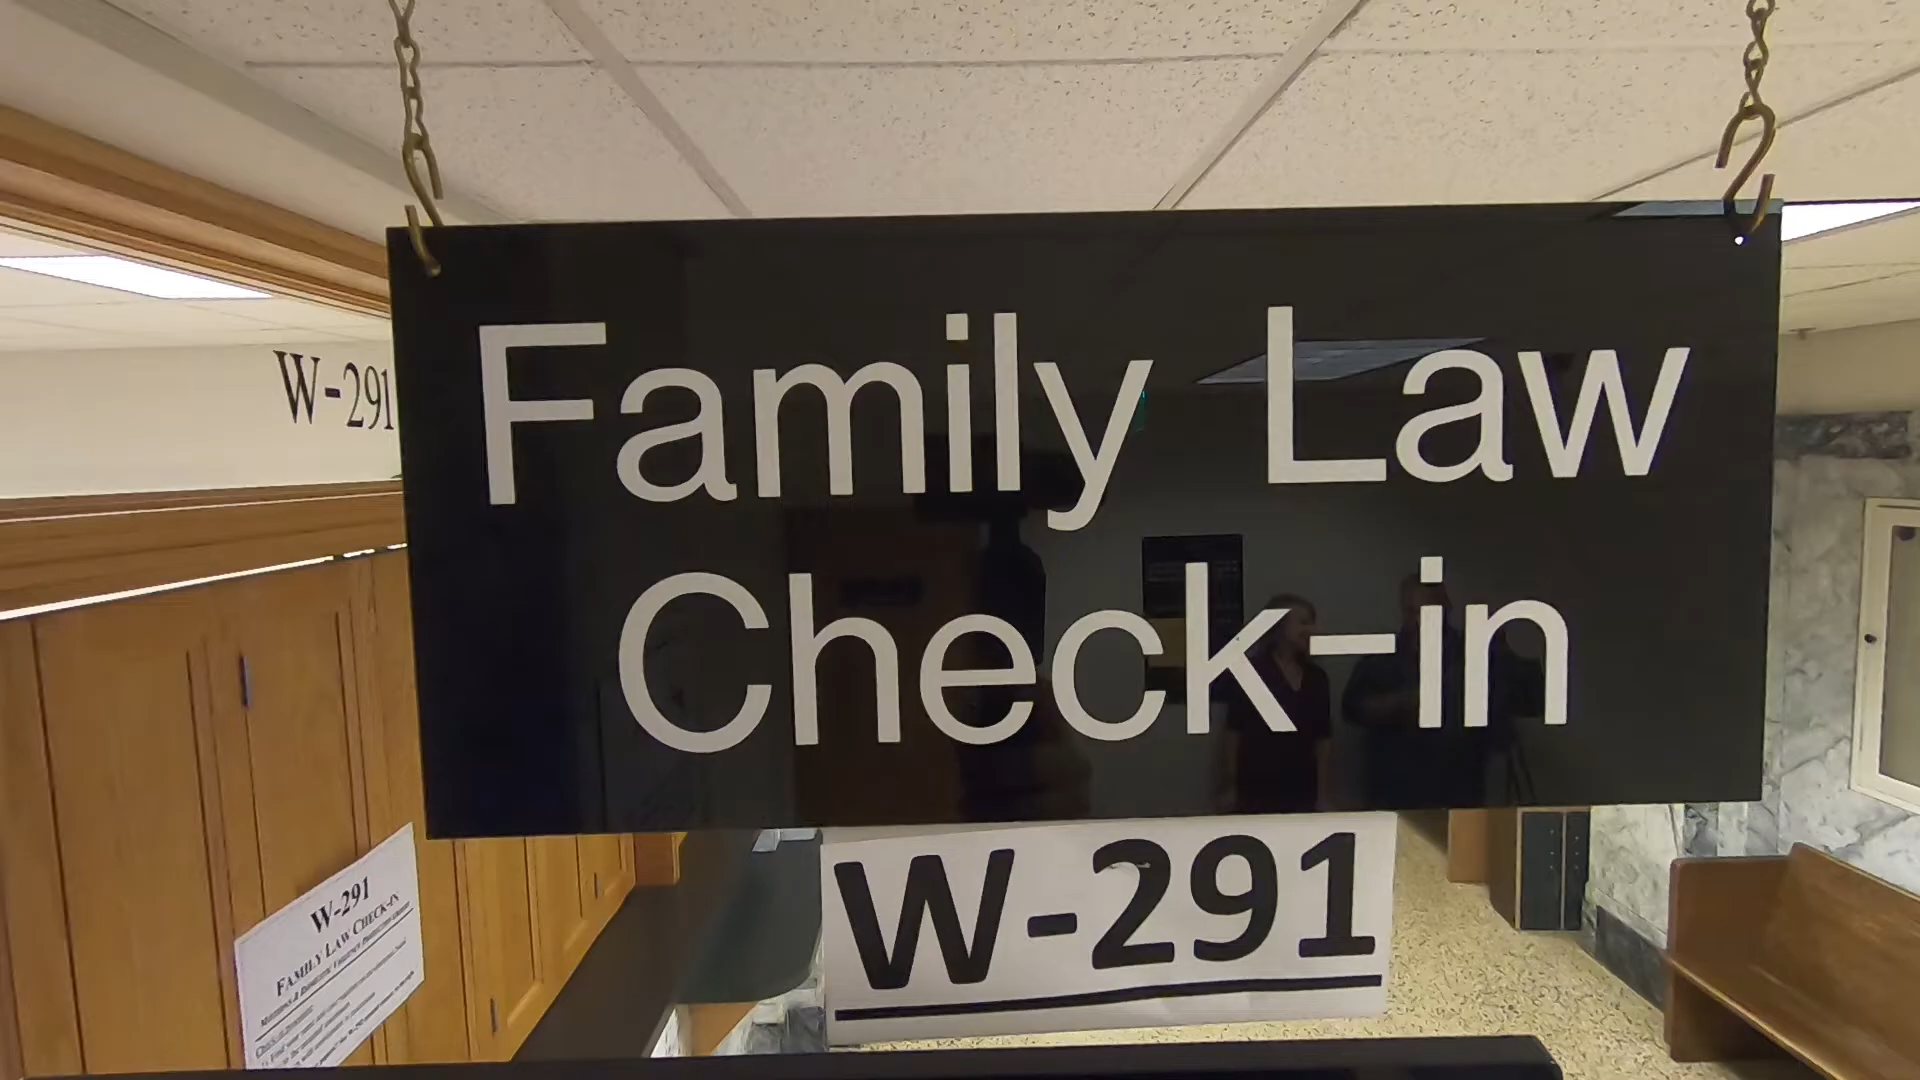 Family Law
Check-in
W-291
W-291
W-291
FAMILY LAW CHECK-IN